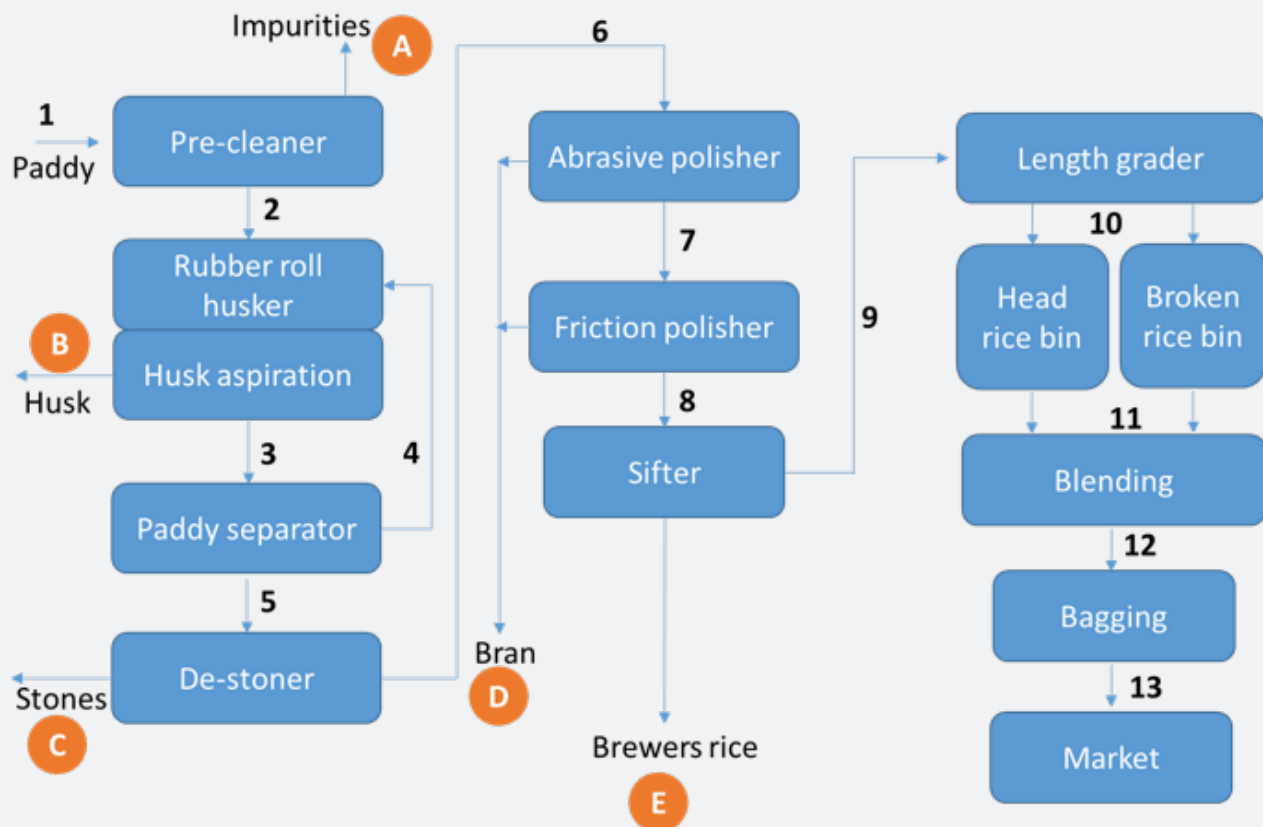 Impurities
A
1
Paddy
Pre-cleaner
2
Rubber roll
husker
B
Husk
Husk aspiration
3
4
Paddy separator
5
Stones
C
De-stoner
6
Abrasive polisher
7
Friction polisher
8
Sifter
Bran
D
Brewers rice
E
9
Length grader
10
Head
rice bin
Broken
rice bin
11
Blending
12
Bagging
13
Market